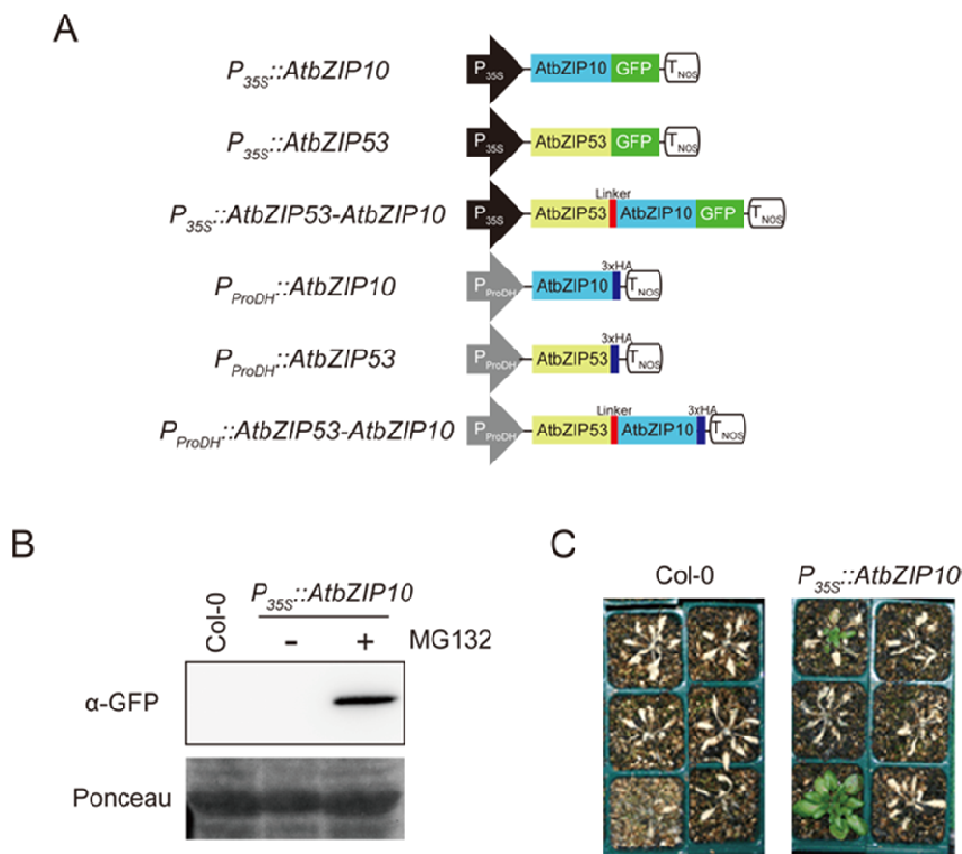 A
P35S::AtbZIP10 P35S AtbZIP10 GFP TNOS
P35S::AtbZIP53 P35S AtbZIP53 GFP TNOS
Linker
P35S::AtbZIP53-AtbZIP10 P35S AtbZIP53 AtbZIP10 GFP TNOS
3xHA
PProDH::AtbZIP10 PProDH AtbZIP10 TNOS
3xHA
PProDH::AtbZIP53 PProDH AtbZIP53 TNOS
Linker 3xHA
PProDH::AtbZIP53-AtbZIP10 PProDH AtbZIP53 AtbZIP10 TNOS
B
Col-0
P35S::AtbZIP10
- + MG132
α-GFP
Ponceau
C
Col-0 P35S::AtbZIP10